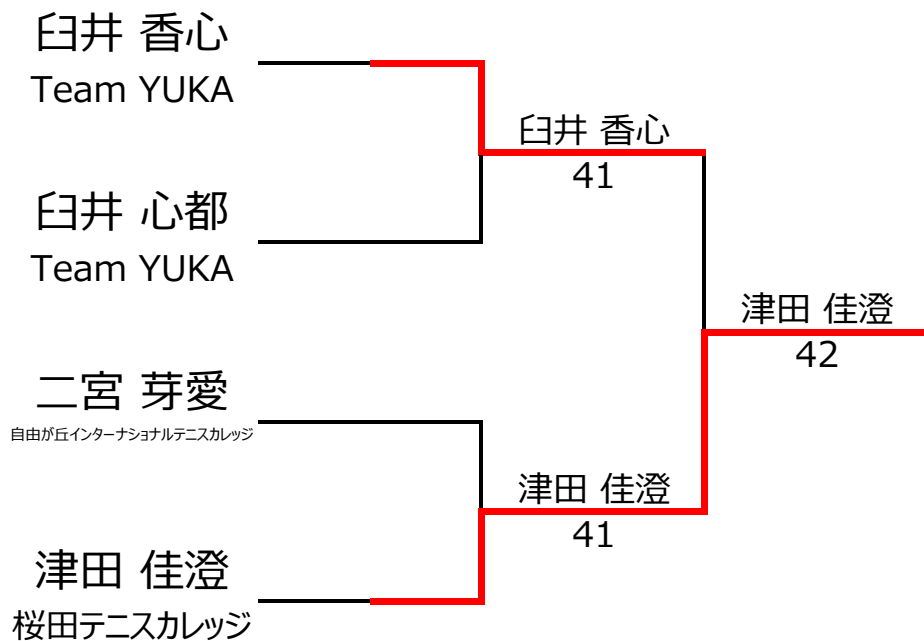 臼井 香心
Team YUKA
臼井 香心
41
臼井 心都
Team YUKA
津田 佳澄
42
二宮 芽愛
自由が丘インターナショナルテニスカレッジ
津田 佳澄
41
津田 佳澄
桜田テニスカレッジ